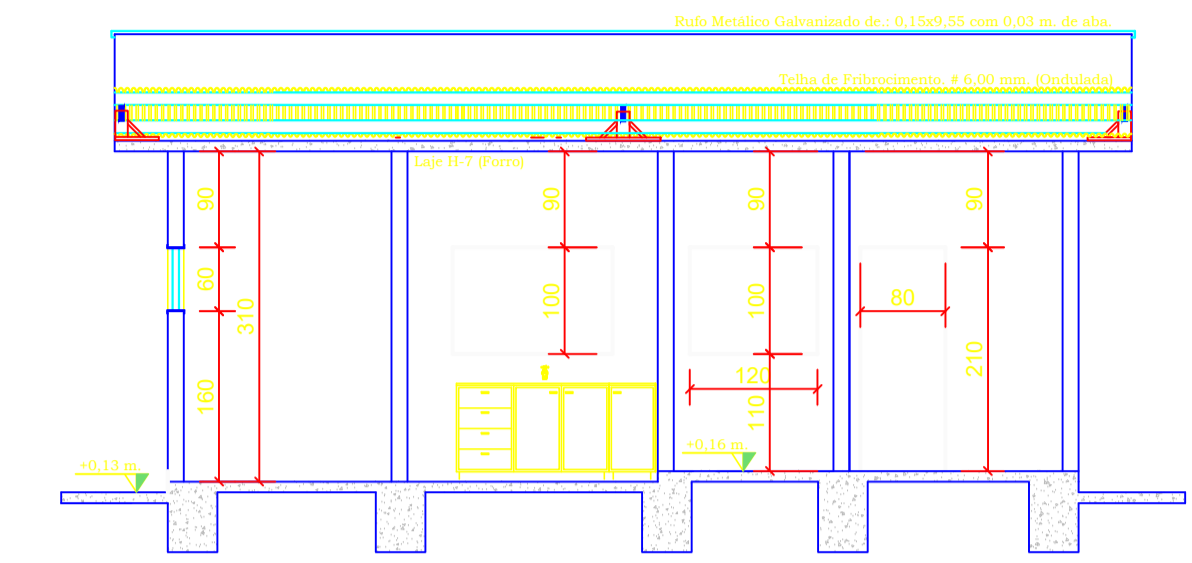 Rufo Metálico Galvanizado de.: 0,15x9,55 com 0,03 m. de aba.
Telha de Fribrocimento. # 6,00 mm. (Ondulada)
Laje H-7 (Forro)
90
90
90
90
60
310
100
100
80
160
120
110
210
+0,13 m.
+0,16 m.